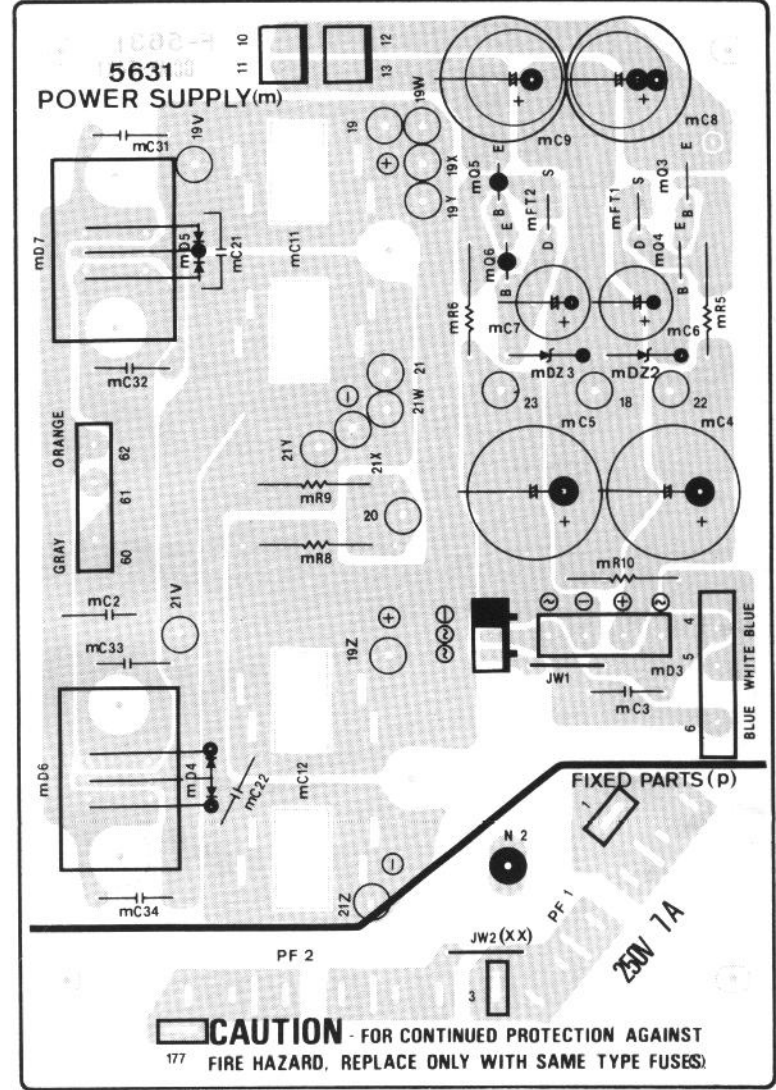 F-5631
5631
POWER SUPPLY(m)
10
11
12
13
mC31
19V
19
19W
19X
19Y
mC9
mC8
mD7
mD5
mC21
mC11
mQ5
E
B
mQ6
E
B
mFT2
S
D
mFT1
S
D
mQ3
E
B
mQ4
E
B
mR6
mC7
mC6
mR5
mDZ3
mDZ2
mC32
21
21W
21Y
21X
23
18
22
mC5
mC4
ORANGE
GRAY
62
61
60
mR9
20
mR8
mR10
mC2
21V
mC33
19Z
JW1
mD3
mC3
4
5
6
BLUE WHITE BLUE
mD6
mD4
mC22
mC12
mC34
21Z
FIXED PARTS (p)
1
N 2
PF 1
250V 7A
PF 2
JW2(XX)
3
CAUTION - FOR CONTINUED PROTECTION AGAINST
177 FIRE HAZARD, REPLACE ONLY WITH SAME TYPE FUSE(S).